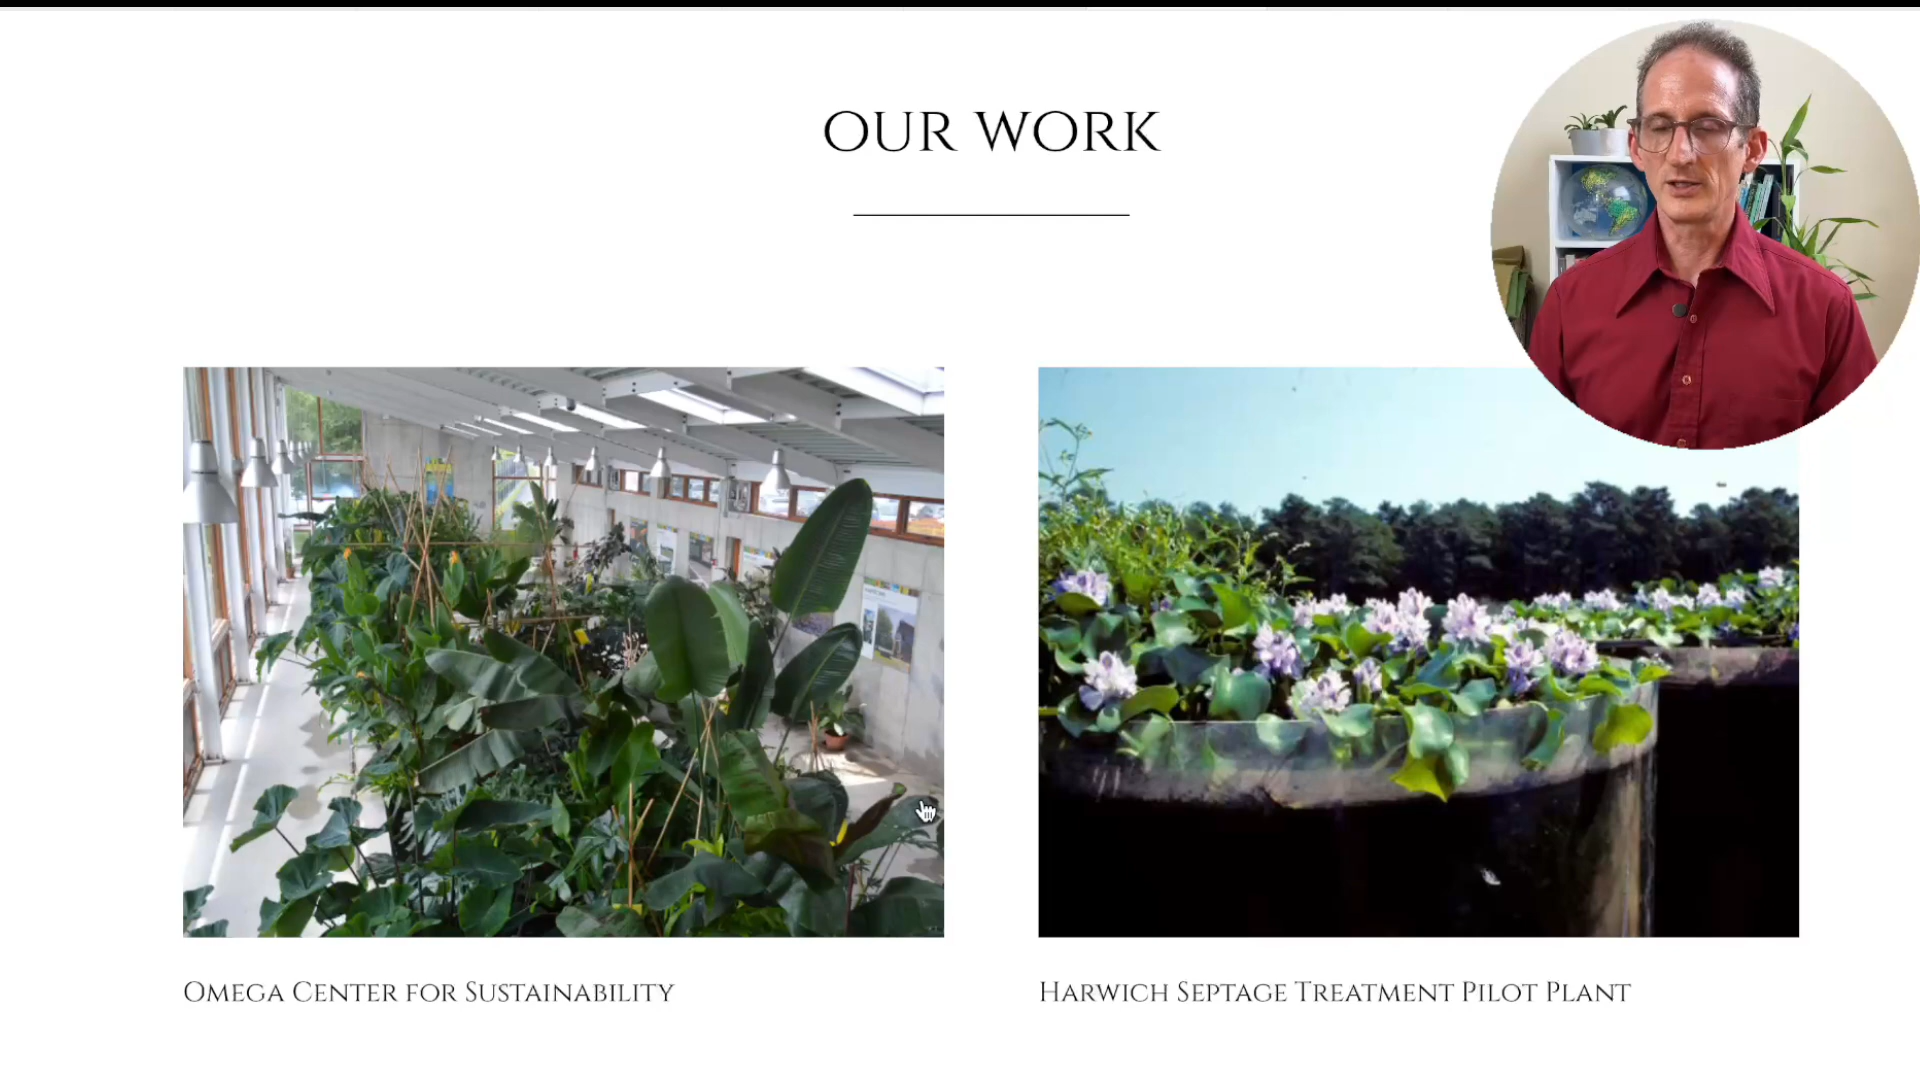 OUR WORK
OMEGA CENTER FOR SUSTAINABILITY
HARWICH SEPTAGE TREATMENT PILOT PLANT